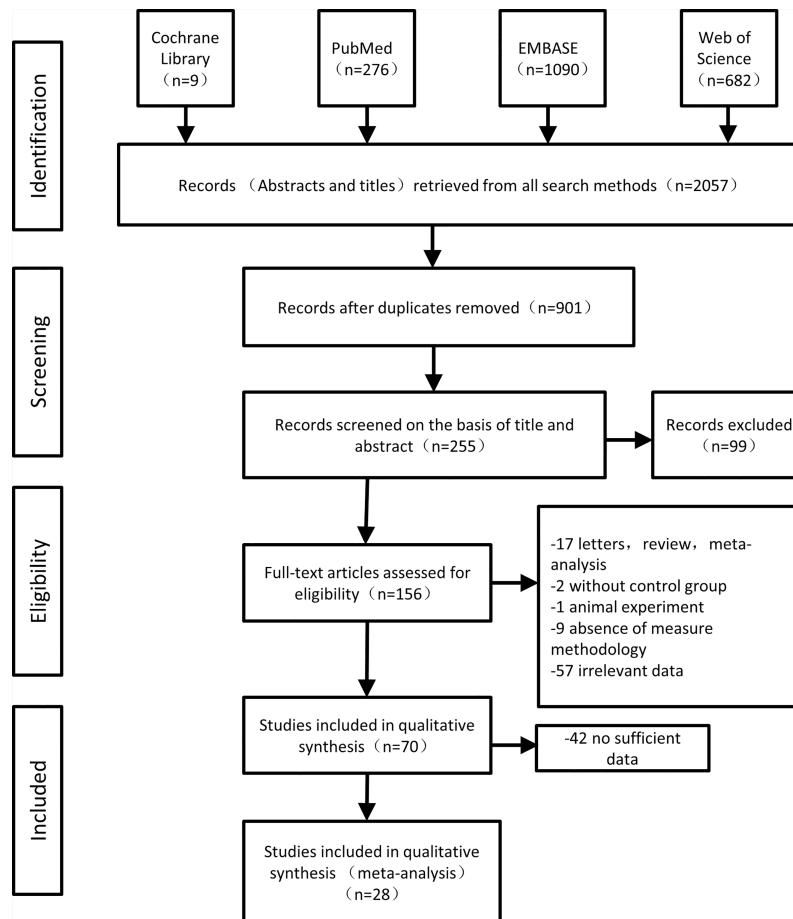 Cochrane
Library
（n=9）
PubMed
（n=276）
EMBASE
（n=1090）
Web of
Science
（n=682）
Identification
Records （Abstracts and titles）retrieved from all search methods（n=2057）
Screening
Records after duplicates removed（n=901）
Records screened on the basis of title and
abstract（n=255）
Records excluded
（n=99）
Eligibility
Full-text articles assessed for
eligibility（n=156）
-17 letters，review，meta-
analysis
-2 without control group
-1 animal experiment
-9 absence of measure
methodology
-57 irrelevant data
Included
Studies included in qualitative
synthesis（n=70）
-42 no sufficient
data
Studies included in qualitative
synthesis （meta-analysis）
（n=28）